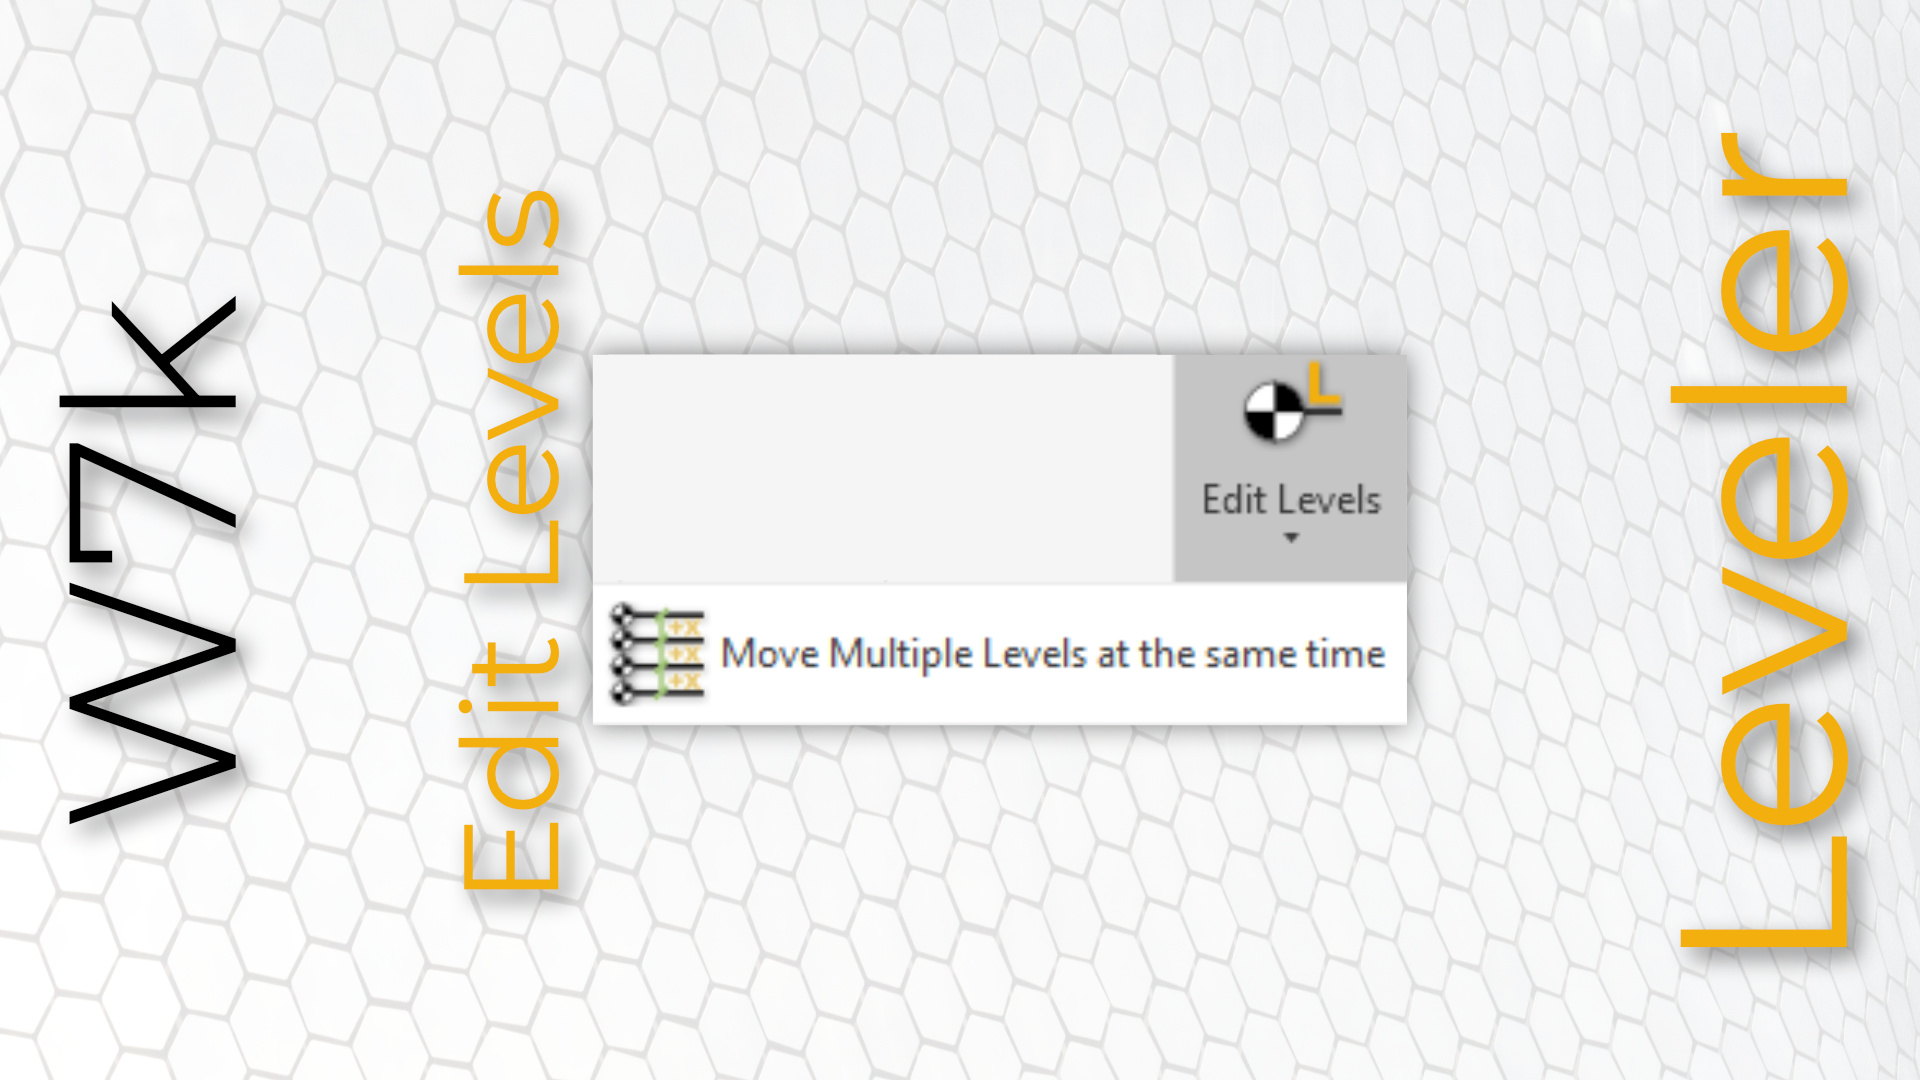 W7k
Edit Levels
L
Edit Levels
+X
+X
+X
Move Multiple Levels at the same time
Leveler